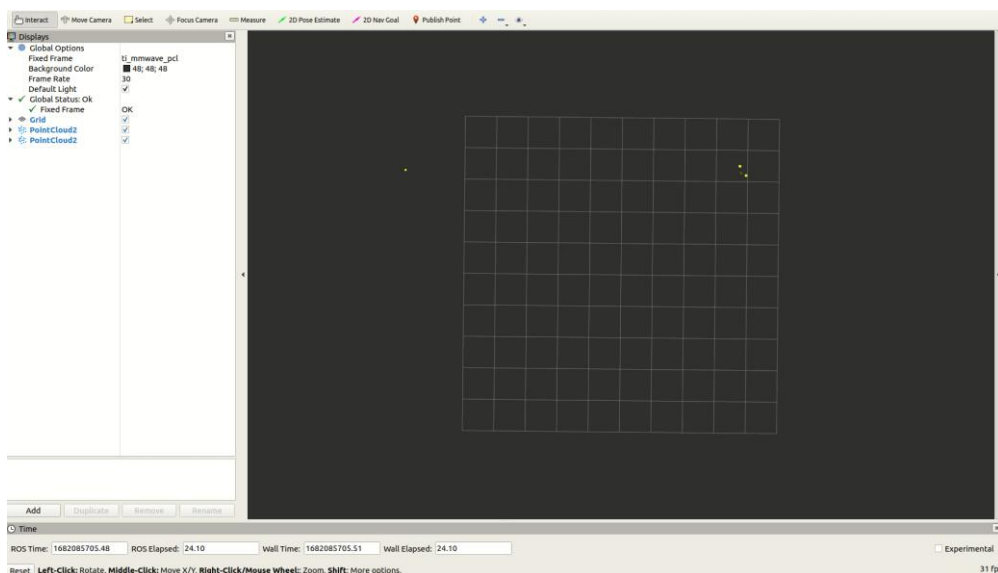 Interact Move Camera Select Focus Camera Measure 2D Pose Estimate 2D Nav Goal Publish Point
Displays
Global Options
Fixed Frame ti_mmwave_pcl
Background Color 48; 48; 48
Frame Rate 30
Default Light
Global Status: Ok
Fixed Frame OK
Grid
PointCloud2
PointCloud2
Add Duplicate Remove Rename
Time
ROS Time: 1682085705.48 ROS Elapsed: 24.10 Wall Time: 1682085705.51 Wall Elapsed: 24.10 Experimental
Reset Left-Click: Rotate. Middle-Click: Move X/Y. Right-Click/Mouse Wheel: Zoom. Shift: More options. 31 fp